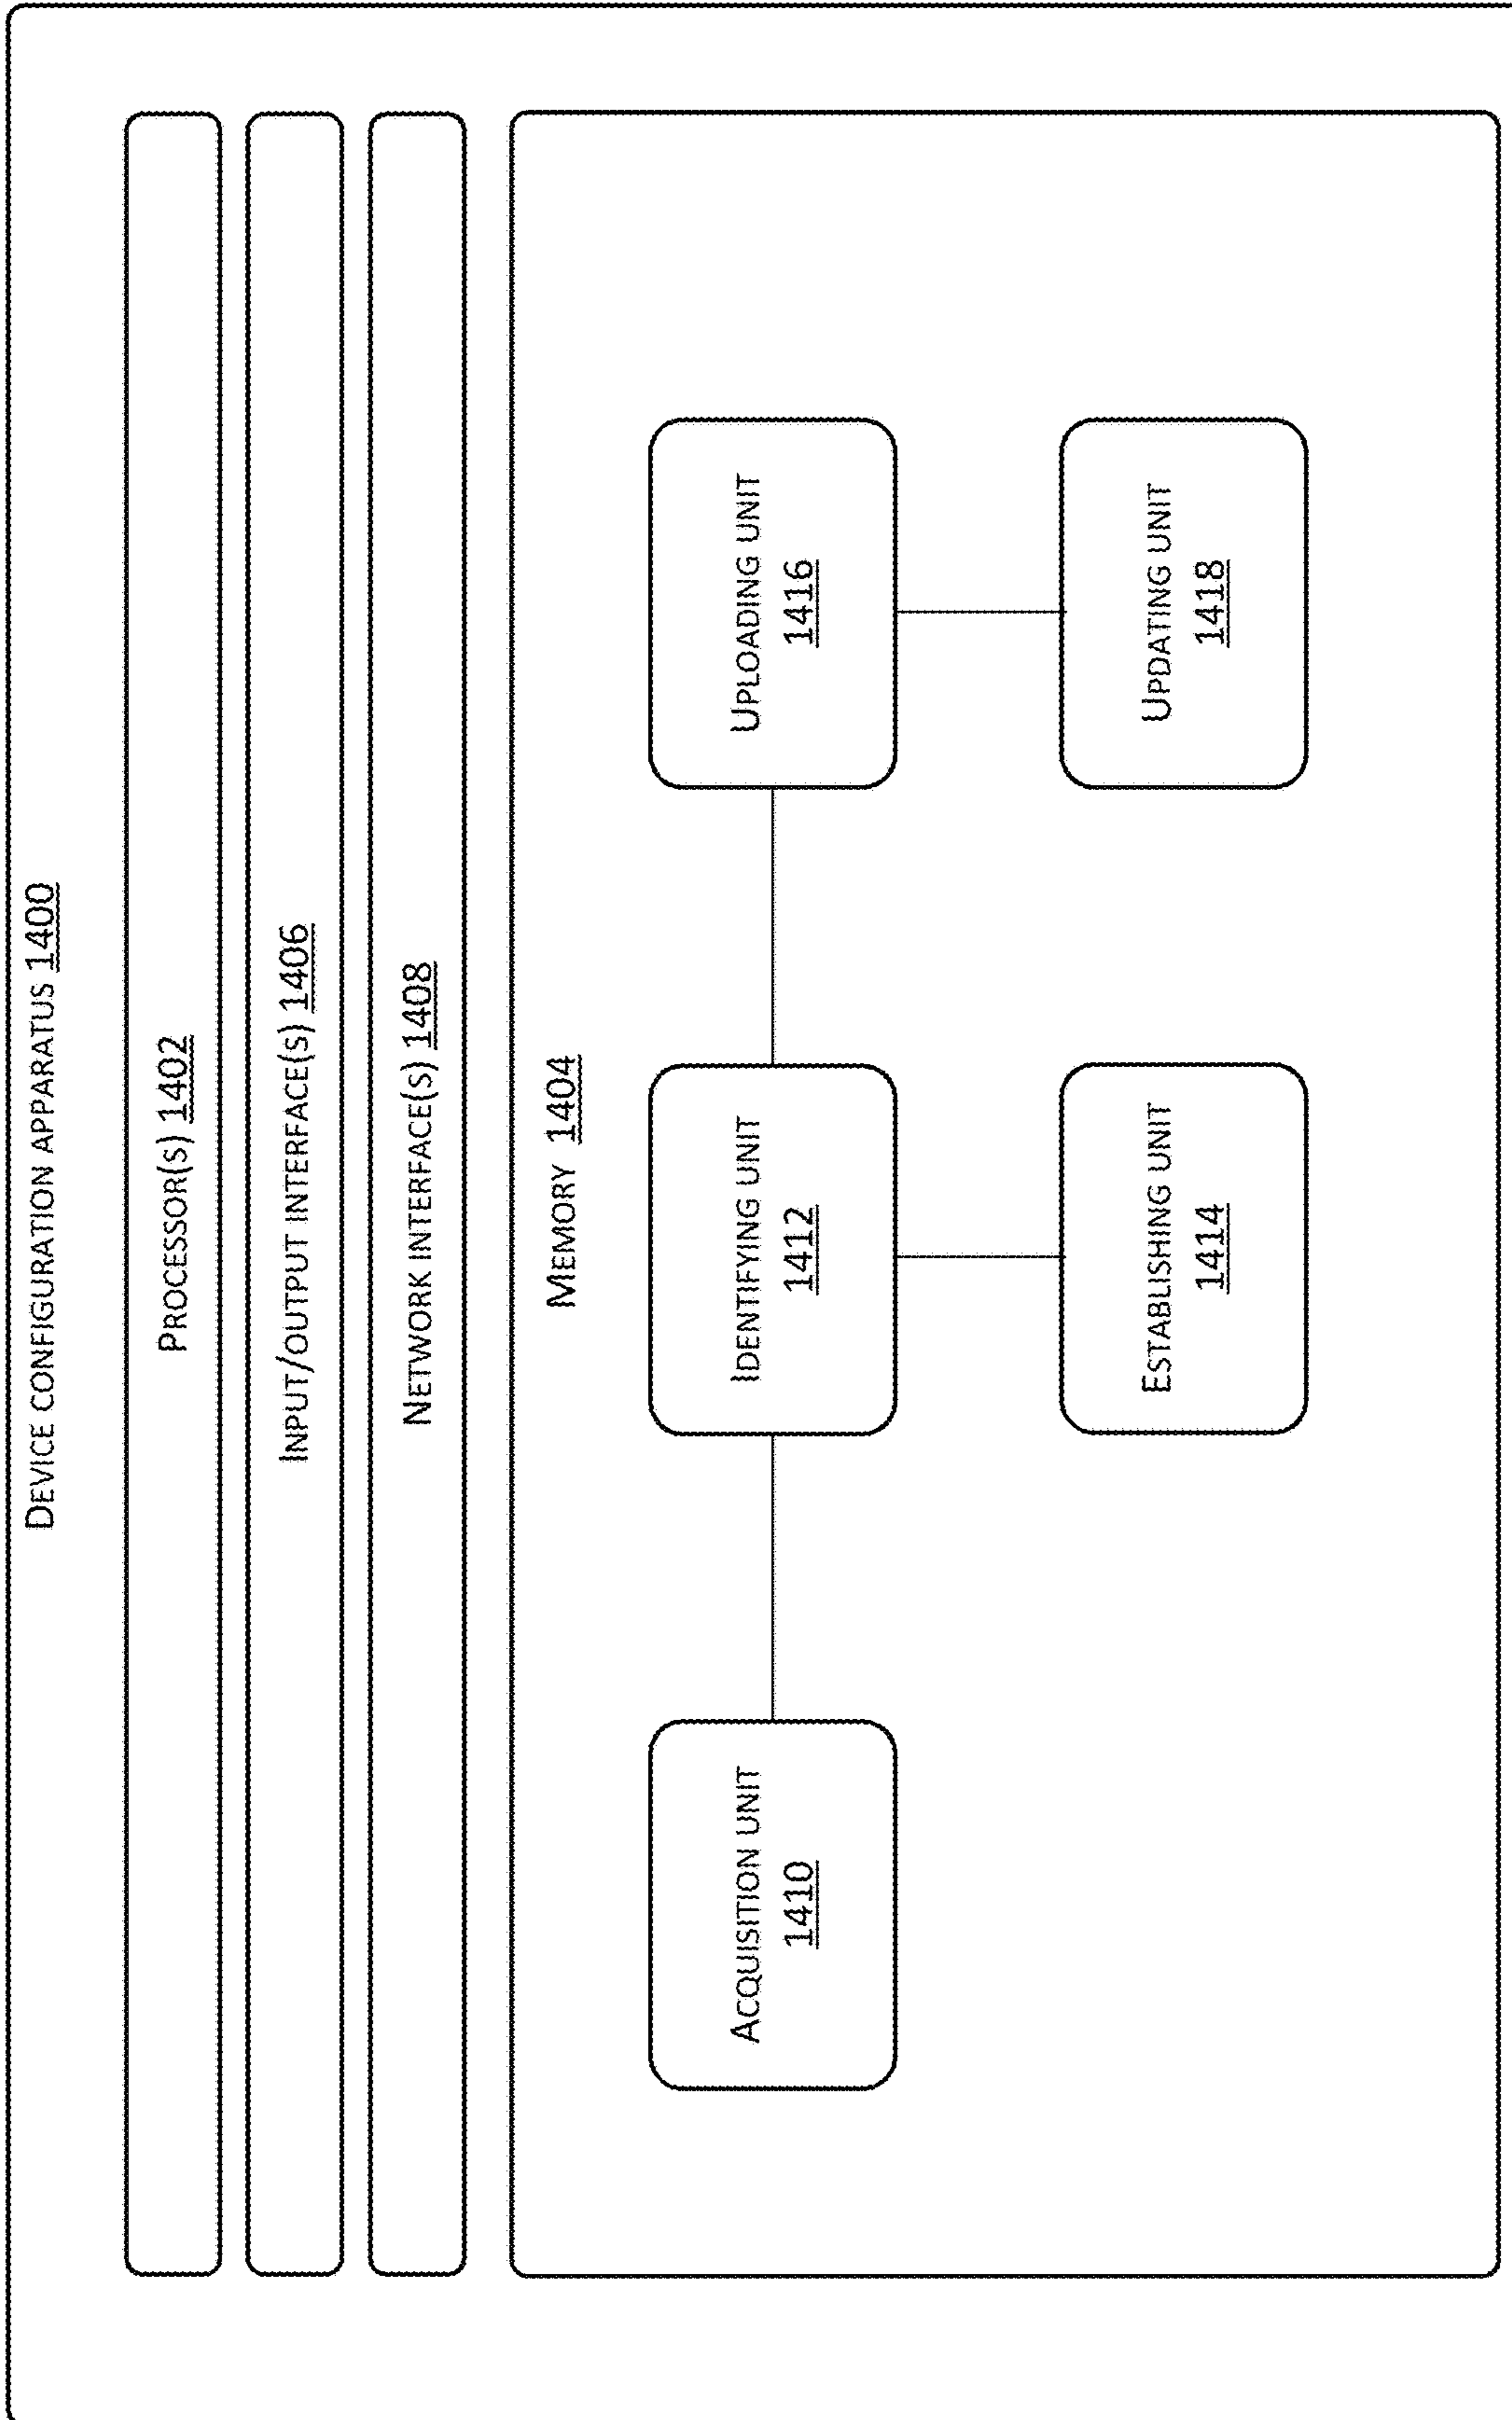 DEVICE CONFIGURATION APPARATUS 1400
PROCESSOR(S) 1402
INPUT/OUTPUT INTERFACE(S) 1406
NETWORK INTERFACE(S) 1408
MEMORY 1404
ACQUISITION UNIT
1410
IDENTIFYING UNIT
1412
UPLOADING UNIT
1416
ESTABLISHING UNIT
1414
UPDATING UNIT
1418